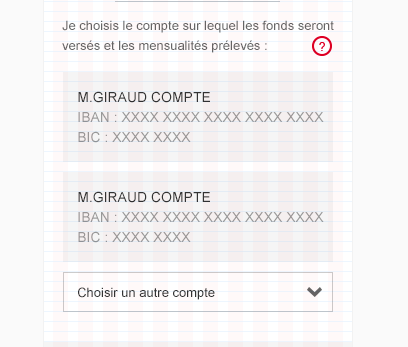 Je choisis le compte sur lequel les fonds seront
versés et les mensualités prélevés :
?
M.GIRAUD COMPTE
IBAN : XXXX XXXX XXXX XXXX XXXX
BIC : XXXX XXXX
M.GIRAUD COMPTE
IBAN : XXXX XXXX XXXX XXXX XXXX
BIC : XXXX XXXX
Choisir un autre compte